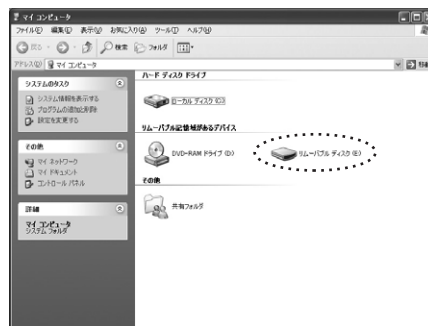 マイ コンピュータ
ファイル(F) 編集(E) 表示(V) お気に入り(A) ツール(T) ヘルプ(H)
戻る 検索 フォルダ
アドレス(D) マイ コンピュータ 移動
システムのタスク
システム情報を表示する
プログラムの追加と削除
設定を変更する
その他
マイ ネットワーク
マイ ドキュメント
コントロール パネル
詳細
マイ コンピュータ
システム フォルダ
ハード ディスク ドライブ
ローカル ディスク (C:)
リムーバブル記憶域があるデバイス
DVD-RAM ドライブ (D:)
リムーバブル ディスク (E:)
その他
共有フォルダ